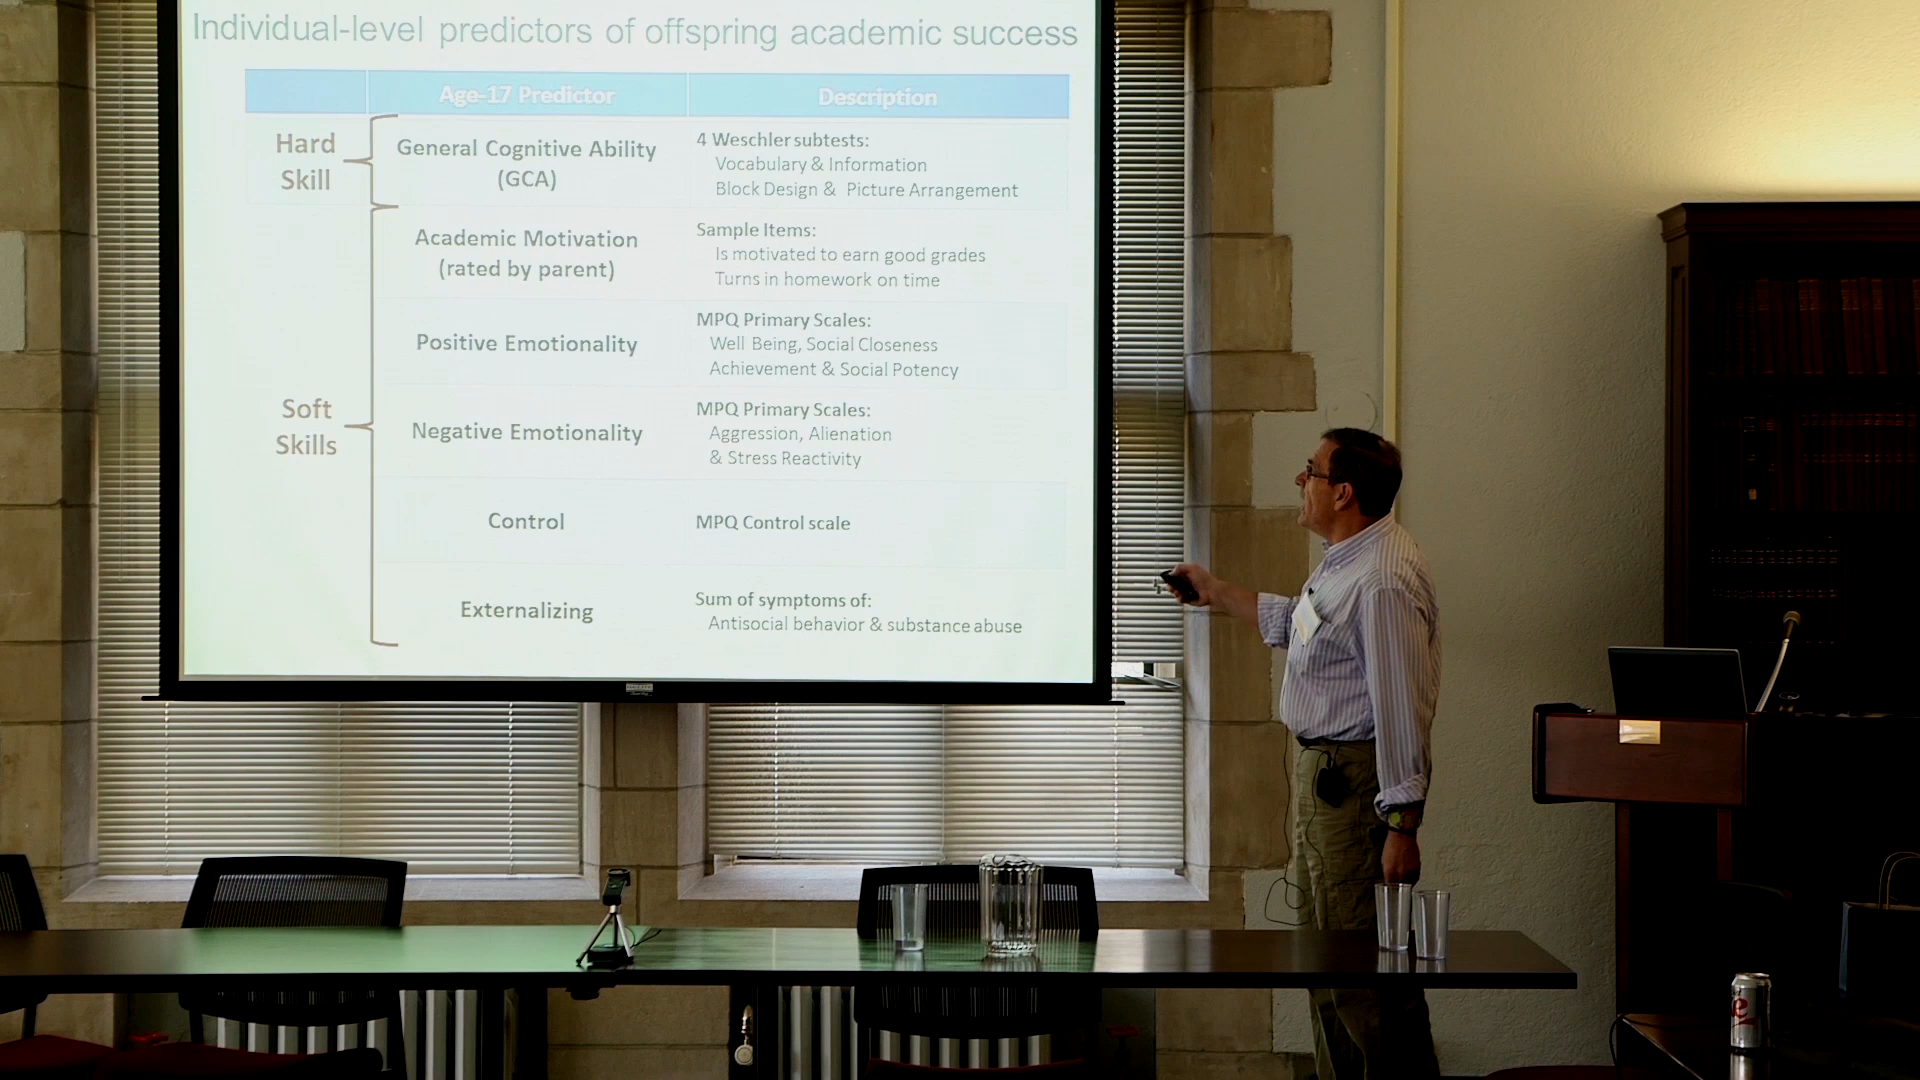 Individual-level predictors of offspring academic success
Age-17 Predictor
Description
Hard
Skill
General Cognitive Ability
(GCA)
4 Weschler subtests:
Vocabulary & Information
Block Design & Picture Arrangement
Academic Motivation
(rated by parent)
Sample Items:
Is motivated to earn good grades
Turns in homework on time
Positive Emotionality
MPQ Primary Scales:
Well Being, Social Closeness
Achievement & Social Potency
Soft
Skills
Negative Emotionality
MPQ Primary Scales:
Aggression, Alienation
& Stress Reactivity
Control
MPQ Control scale
Externalizing
Sum of symptoms of:
Antisocial behavior & substance abuse